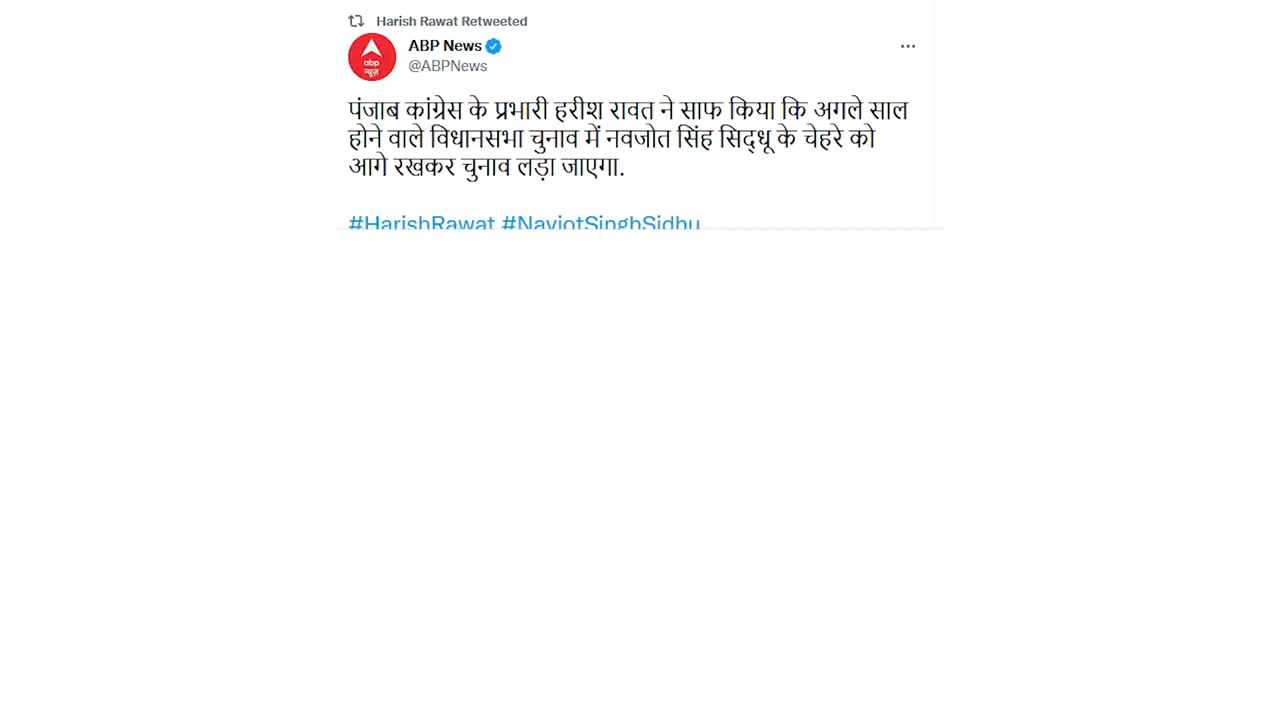 Harish Rawat Retweeted
ABP News
@ABPNews
abp
न्यूज़
पंजाब कांग्रेस के प्रभारी हरीश रावत ने साफ किया कि अगले साल
होने वाले विधानसभा चुनाव में नवजोत सिंह सिद्धू के चेहरे को
आगे रखकर चुनाव लड़ा जाएगा.
#HarishRawat #NavjotSinghSidhu